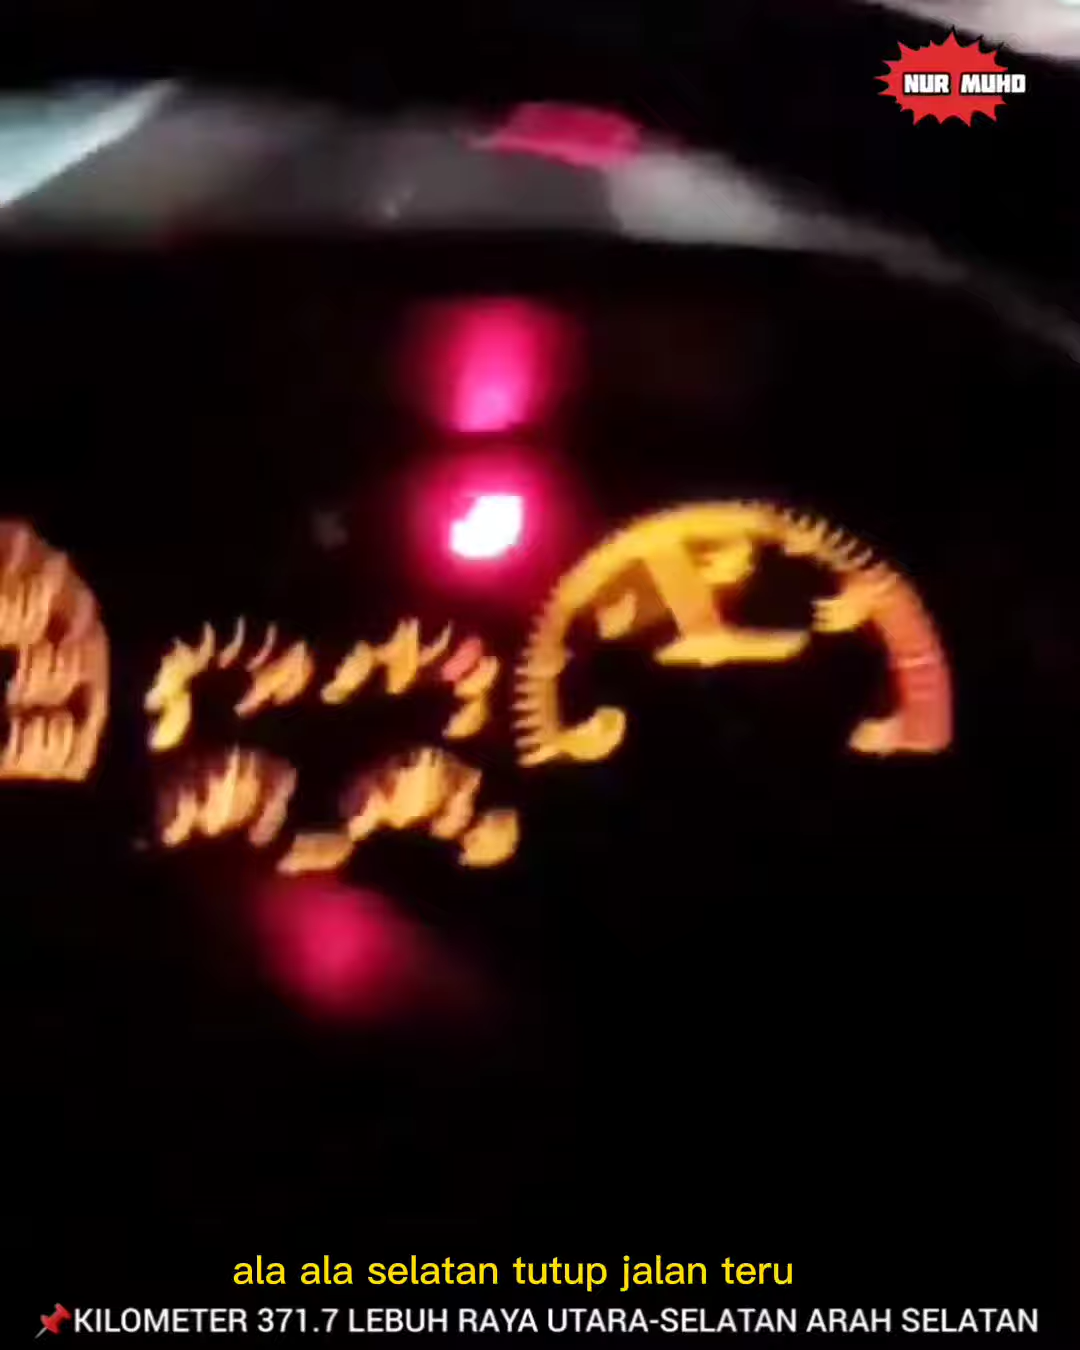 NUR MUHD
ala ala selatan tutup jalan teru
KILOMETER 371.7 LEBUH RAYA UTARA-SELATAN ARAH SELATAN